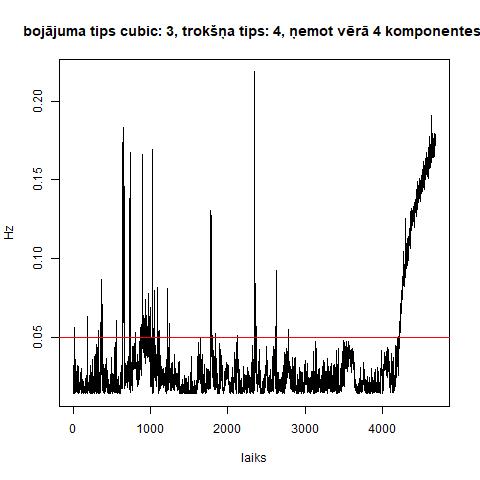 bojājuma tips cubic: 3, trokšņa tips: 4, ņemot vērā 4 komponentes
0.20
0.15
0.10
0.05
Hz
0 1000 2000 3000 4000
laiks